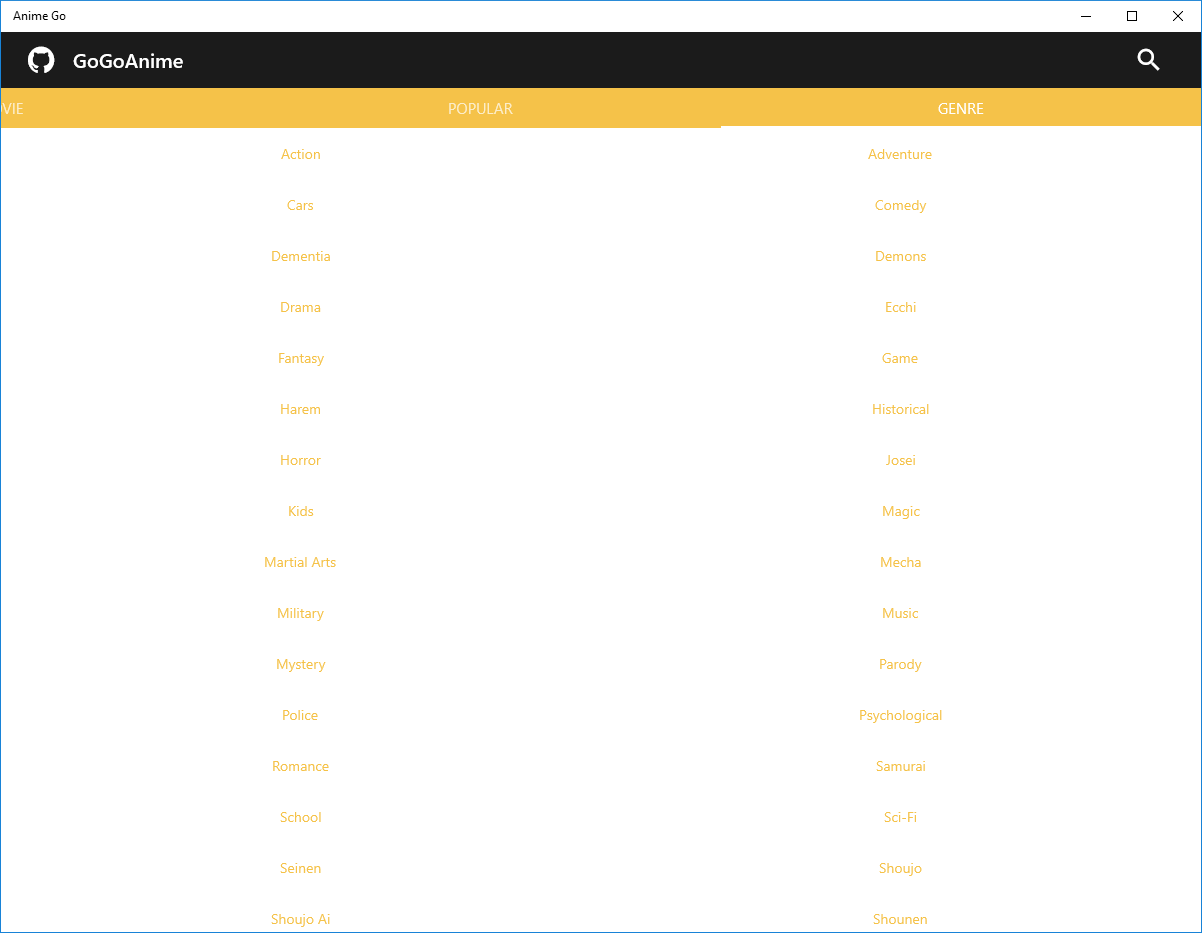 Anime Go
GoGoAnime
VIE POPULAR GENRE
Action Adventure
Cars Comedy
Dementia Demons
Drama Ecchi
Fantasy Game
Harem Historical
Horror Josei
Kids Magic
Martial Arts Mecha
Military Music
Mystery Parody
Police Psychological
Romance Samurai
School Sci-Fi
Seinen Shoujo
Shoujo Ai Shounen